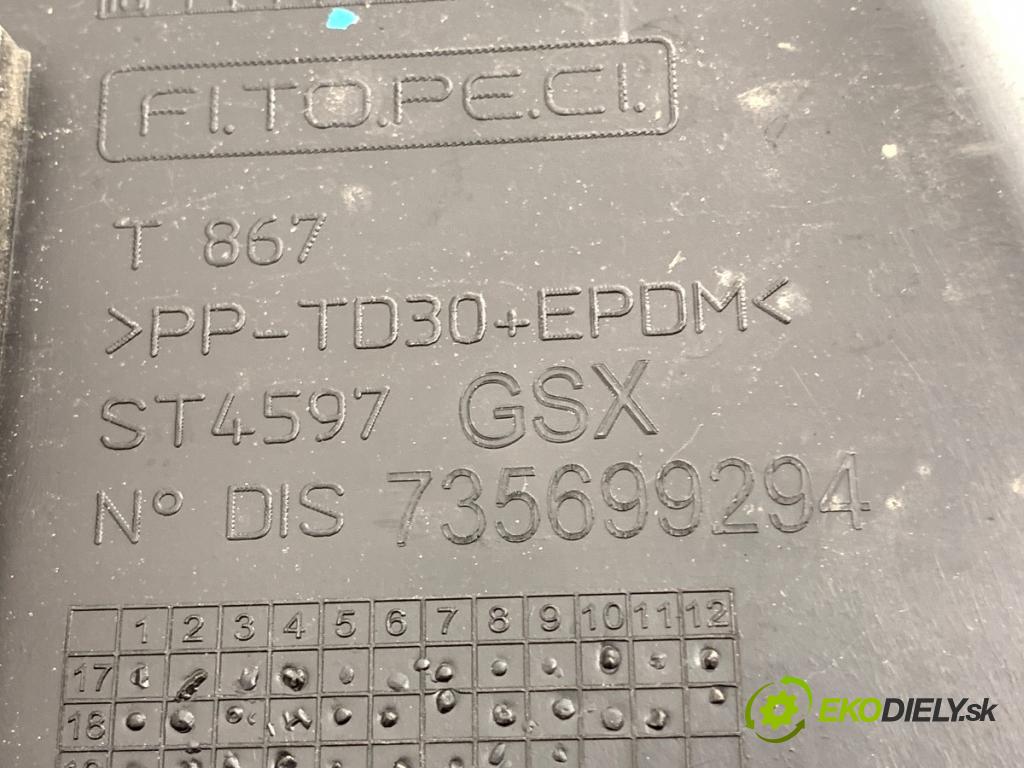 FI.TO.PE.CI.
T 867
>PP-TD30+EPDM<
ST4597 GSX
N° DIS 735699294
1 2 3 4 5 6 7 8 9 10 11 12
17
18
EKODIELY.sk